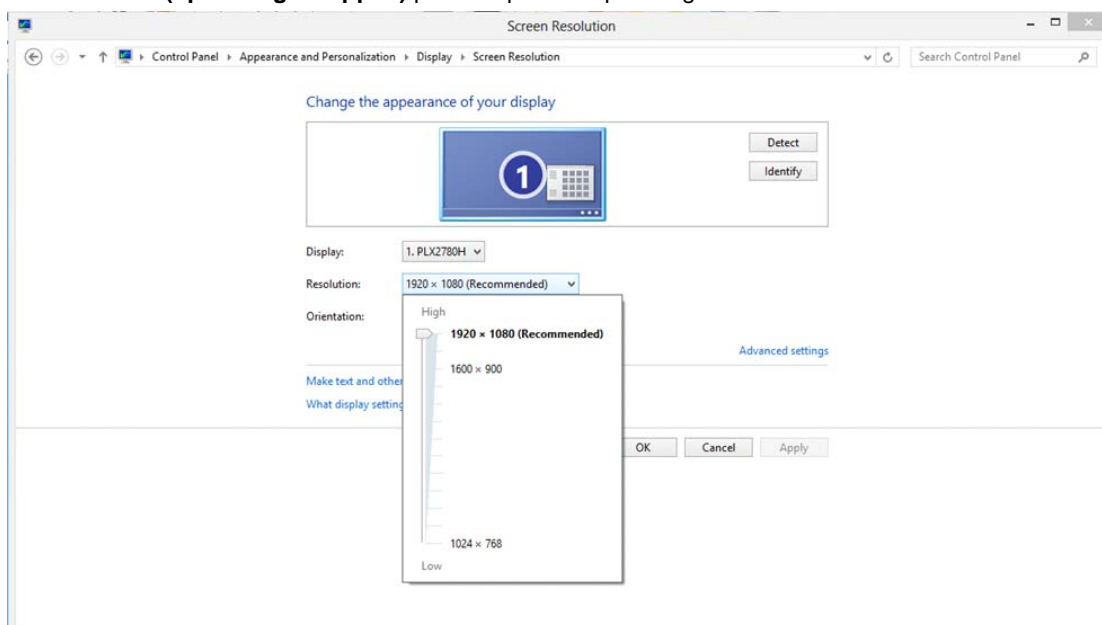 Screen Resolution
Control Panel ▸ Appearance and Personalization ▸ Display ▸ Screen Resolution
Search Control Panel
Change the appearance of your display
1
Detect
Identify
Display: 1. PLX2780H
Resolution: 1920 × 1080 (Recommended)
Orientation:
High
1920 × 1080 (Recommended)
Advanced settings
1600 × 900
Make text and other
What display setting
OK Cancel Apply
1024 × 768
Low